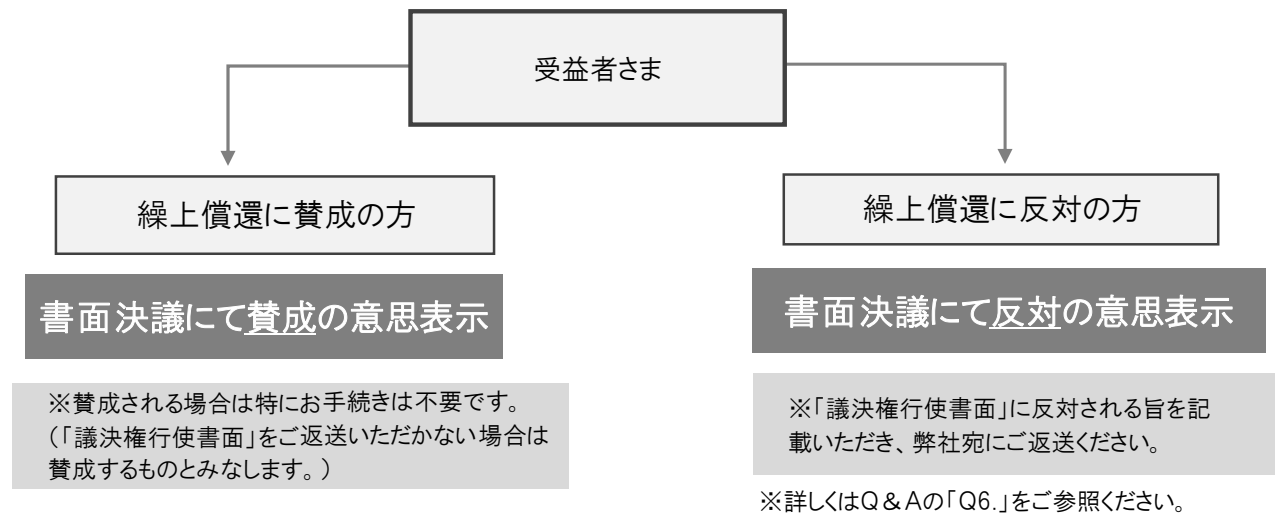 受益者さま
繰上償還に賛成の方
書面決議にて賛成の意思表示
※賛成される場合は特にお手続きは不要です。
（「議決権行使書面」をご返送いただかない場合は
賛成するものとみなします。）
繰上償還に反対の方
書面決議にて反対の意思表示
※「議決権行使書面」に反対される旨を記
載いただき、弊社宛にご返送ください。
※詳しくはQ＆Aの「Q6.」をご参照ください。